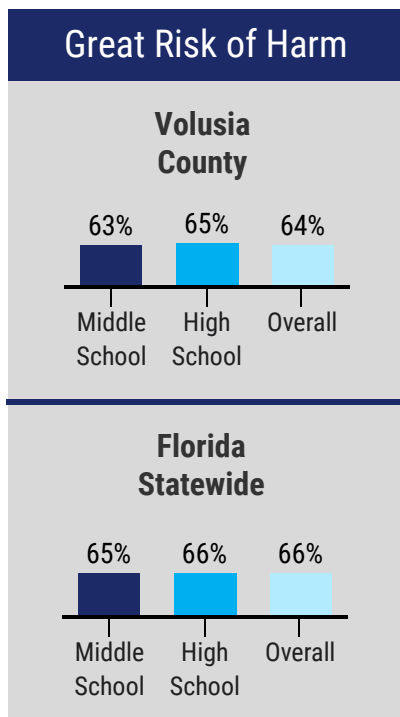 Great Risk of Harm
Volusia
County
63% 65% 64%
Middle High Overall
School School
Florida
Statewide
65% 66% 66%
Middle High Overall
School School